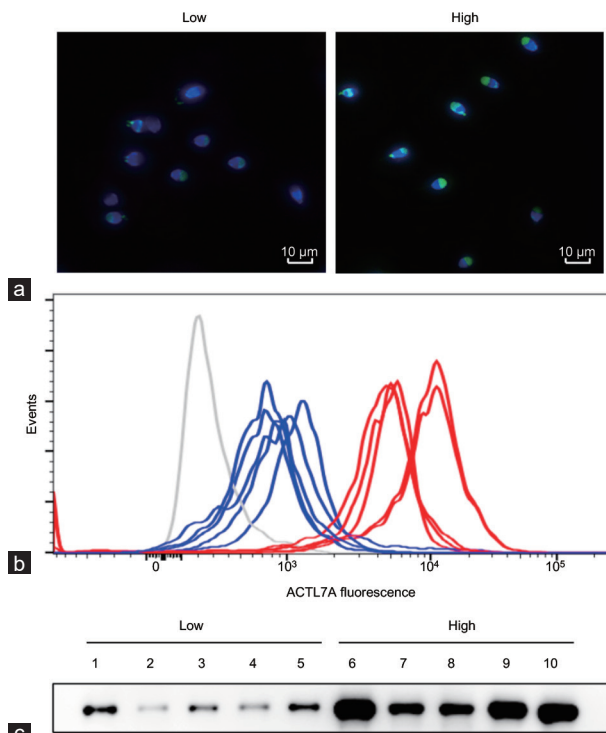 Low High
10 µm 10 µm
a
Events
b
0 10³ 10⁴ 10⁵
ACTL7A fluorescence
Low High
1 2 3 4 5 6 7 8 9 10
c